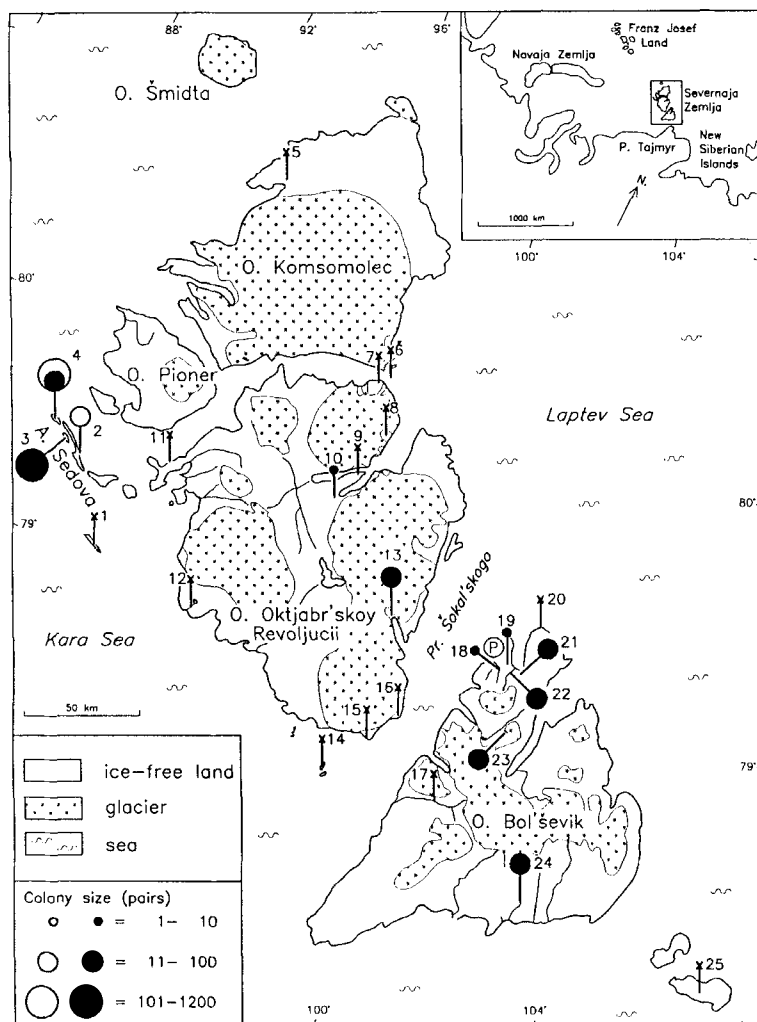 88°
92°
96°
Franz Josef
Land
Novaja Zemlja
Severnaja
Zemlja
P. Tajmyr
New
Siberian
Islands
N.
1000 km
100°
104°
O. Šmidta
5
O. Komsomolec
80°
4
O. Pioner
7
6
8
Laptev Sea
3
2
11
9
10
A. Sedova
1
79°
80°
13
12
O. Oktjabr'skoy
Revoljucii
Pr. Šokal'skogo
Kara Sea
20
19
18
P
21
22
16
15
14
50 km
79°
23
17
O. Bol'ševik
24
25
ice-free land
glacier
sea
Colony size (pairs)
= 1- 10
= 11- 100
= 101-1200
100°
104°